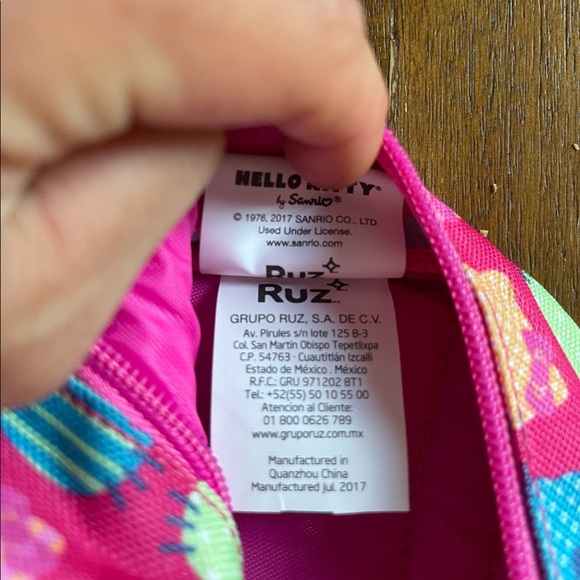 HELLO KITTY®
by Sanrio®
© 1976, 2017 SANRIO CO., LTD.
Used Under License.
www.sanrio.com
Ruz
Ruz
GRUPO RUZ, S.A. DE C.V.
Av. Pirules s/n lote 125 B-3
Col. San Martín Obispo Tepetlixpa
C.P. 54763 · Cuautitlán Izcalli
Estado de México . México
R.F.C.: GRU 971202 8T1
Tel.: +52(55) 50 10 55 00
Atencion al Cliente:
01 800 0626 789
www.gruporuz.com.mx
Manufactured in
Quanzhou China
Manufactured Jul. 2017